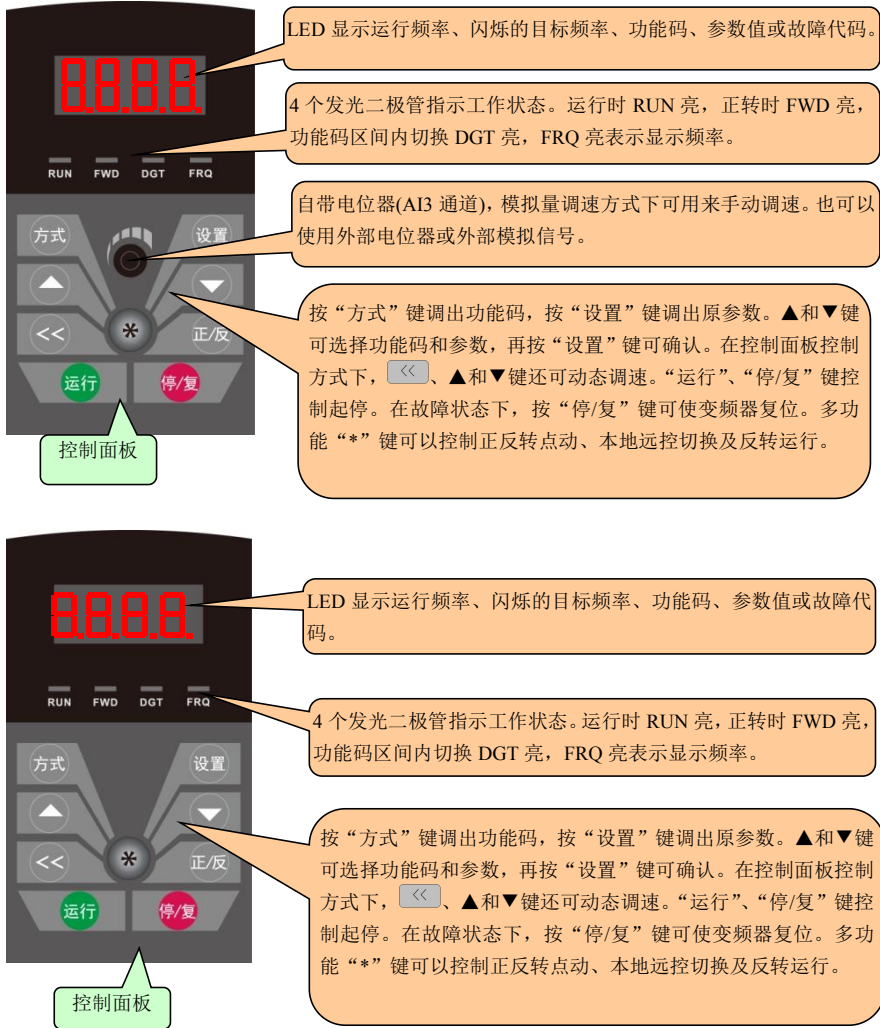 LED 显示运行频率、闪烁的目标频率、功能码、参数值或故障代码。
8.8.8.8.
4 个发光二极管指示工作状态。运行时 RUN 亮，正转时 FWD 亮，
功能码区间内切换 DGT 亮，FRQ 亮表示显示频率。
RUN FWD DGT FRQ
自带电位器(AI3 通道)，模拟量调速方式下可用来手动调速。也可以
使用外部电位器或外部模拟信号。
方式 设置
▲ ▼
<< * 正/反
运行 停/复
按“方式”键调出功能码，按“设置”键调出原参数。▲和▼键
可选择功能码和参数，再按“设置”键可确认。在控制面板控制
方式下，<<、▲和▼键还可动态调速。“运行”、“停/复”键控
制起停。在故障状态下，按“停/复”键可使变频器复位。多功
能“*”键可以控制正反转点动、本地远控切换及反转运行。
控制面板
8.8.8.8.
LED 显示运行频率、闪烁的目标频率、功能码、参数值或故障代
码。
RUN FWD DGT FRQ
4 个发光二极管指示工作状态。运行时 RUN 亮，正转时 FWD 亮，
功能码区间内切换 DGT 亮，FRQ 亮表示显示频率。
方式 设置
▲ ▼
<< * 正/反
运行 停/复
按“方式”键调出功能码，按“设置”键调出原参数。▲和▼键
可选择功能码和参数，再按“设置”键可确认。在控制面板控制
方式下，<<、▲和▼键还可动态调速。“运行”、“停/复”键控
制起停。在故障状态下，按“停/复”键可使变频器复位。多功
能“*”键可以控制正反转点动、本地远控切换及反转运行。
控制面板